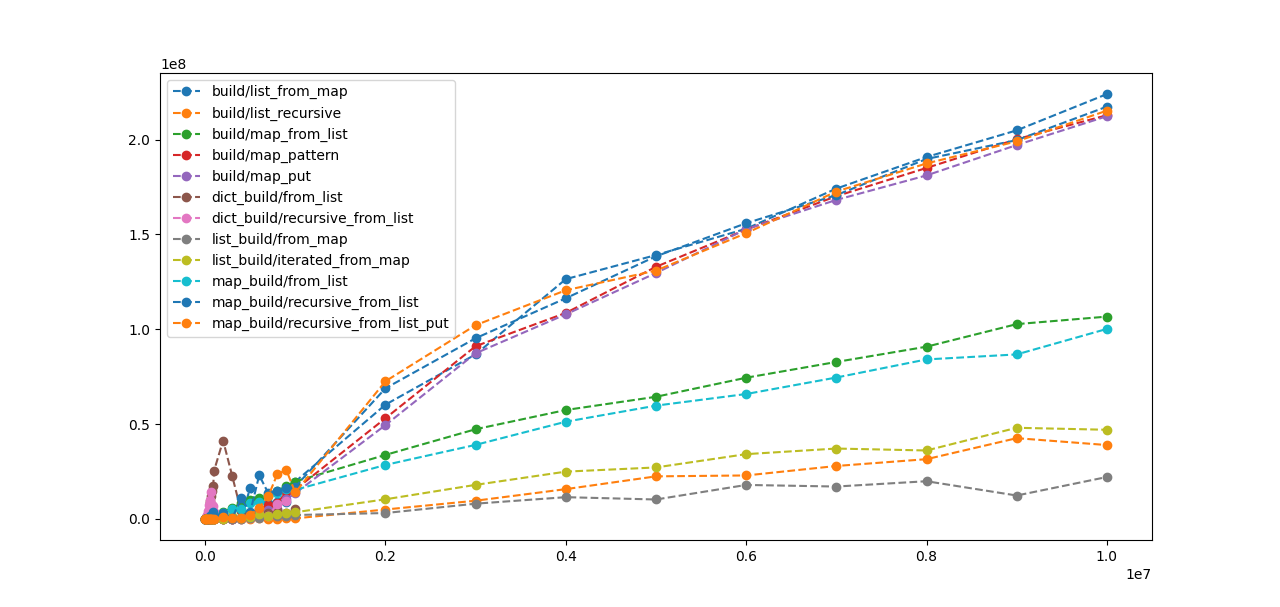 1e8
build/list_from_map
build/list_recursive
build/map_from_list
build/map_pattern
build/map_put
dict_build/from_list
dict_build/recursive_from_list
list_build/from_map
list_build/iterated_from_map
map_build/from_list
map_build/recursive_from_list
map_build/recursive_from_list_put
2.0
1.5
1.0
0.5
0.0
0.0 0.2 0.4 0.6 0.8 1.0
1e7